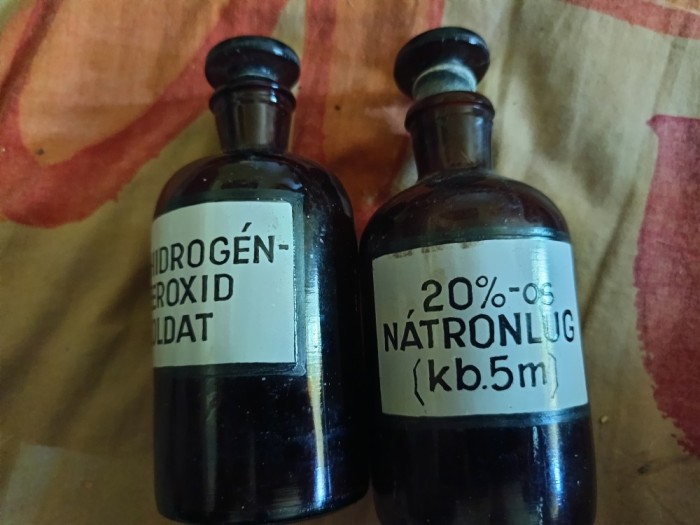 HIDROGÉN-
EROXID
OLDAT
20%-os
NÁTRONLUG
(kb.5m)